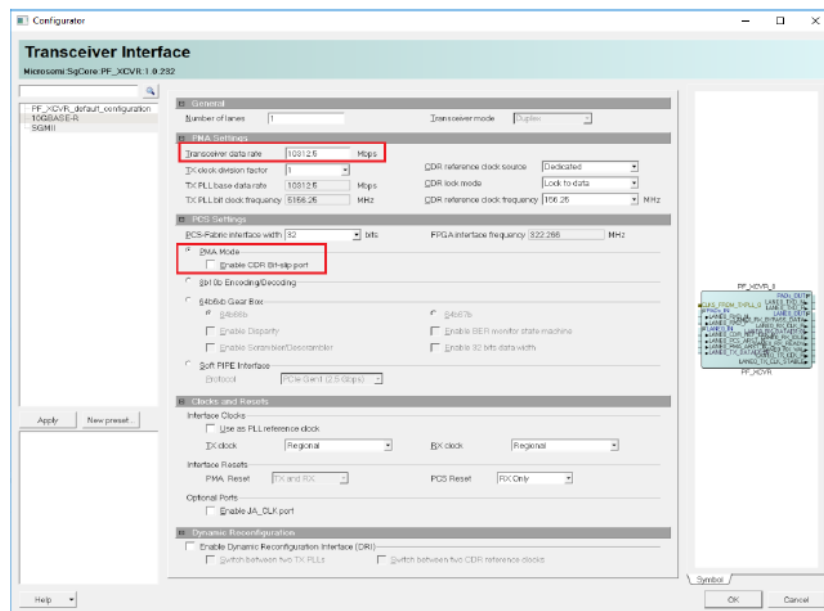 Configurator
Transceiver Interface
Microsemi:SgCore:PF_XCVR:1.0.232
PF_XCVR_default_configuration
10GBASE-R
SGMII
Apply New preset...
Help
General
Number of lanes 1 Transceiver mode Duplex
PMA Settings
Transceiver data rate 10312.5 Mbps
TX clock division factor 1 CDR reference clock source Dedicated
TX PLL base data rate 10312.5 Mbps CDR lock mode Lock to data
TX PLL bit clock frequency 5156.25 MHz CDR reference clock frequency 156.25 MHz
PCS Settings
PCS-Fabric interface width 32 bits FPGA interface frequency 322.266 MHz
PMA Mode
Enable CDR Bit-slip port
8b10b Encoding/Decoding
64b6xb Gear Box
64b66b 64b67b
Enable Disparity Enable BER monitor state machine
Enable Scrambler/Descrambler Enable 32 bits data width
Soft PIPE Interface
Protocol PCIe Gen1 (2.5 Gbps)
Clocks and Resets
Interface Clocks
Use as PLL reference clock
TX clock Regional RX clock Regional
Interface Resets
PMA Reset TX and RX PCS Reset RX Only
Optional Ports
Enable JA_CLK port
Dynamic Reconfiguration
Enable Dynamic Reconfiguration Interface (DRI)
Switch between two TX PLLs Switch between two CDR reference clocks
PF_XCVR_0
PADs_OUT
CLKS_FROM_TXPLL_0
PADs_IN
PF_XCVR
Symbol
OK Cancel